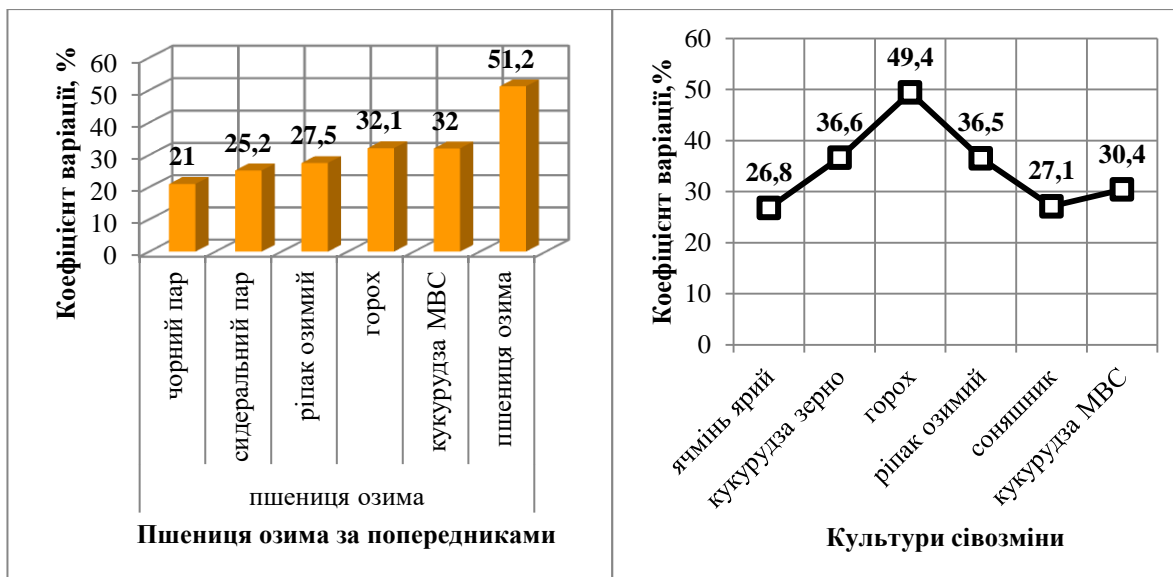 Коефіцієнт варіації, %
60
50
40
30
20
10
0
21
25,2
27,5
32,1
32
51,2
чорний пар
сидеральний пар
ріпак озимий
горох
кукурудза МВС
пшениця озима
пшениця озима
Пшениця озима за попередниками
Коефіцієнт варіації,%
60
50
40
30
20
10
0
26,8
36,6
49,4
36,5
27,1
30,4
ячмінь ярий
кукурудза зерно
горох
ріпак озимий
соняшник
кукурудза МВС
Культури сівозміни